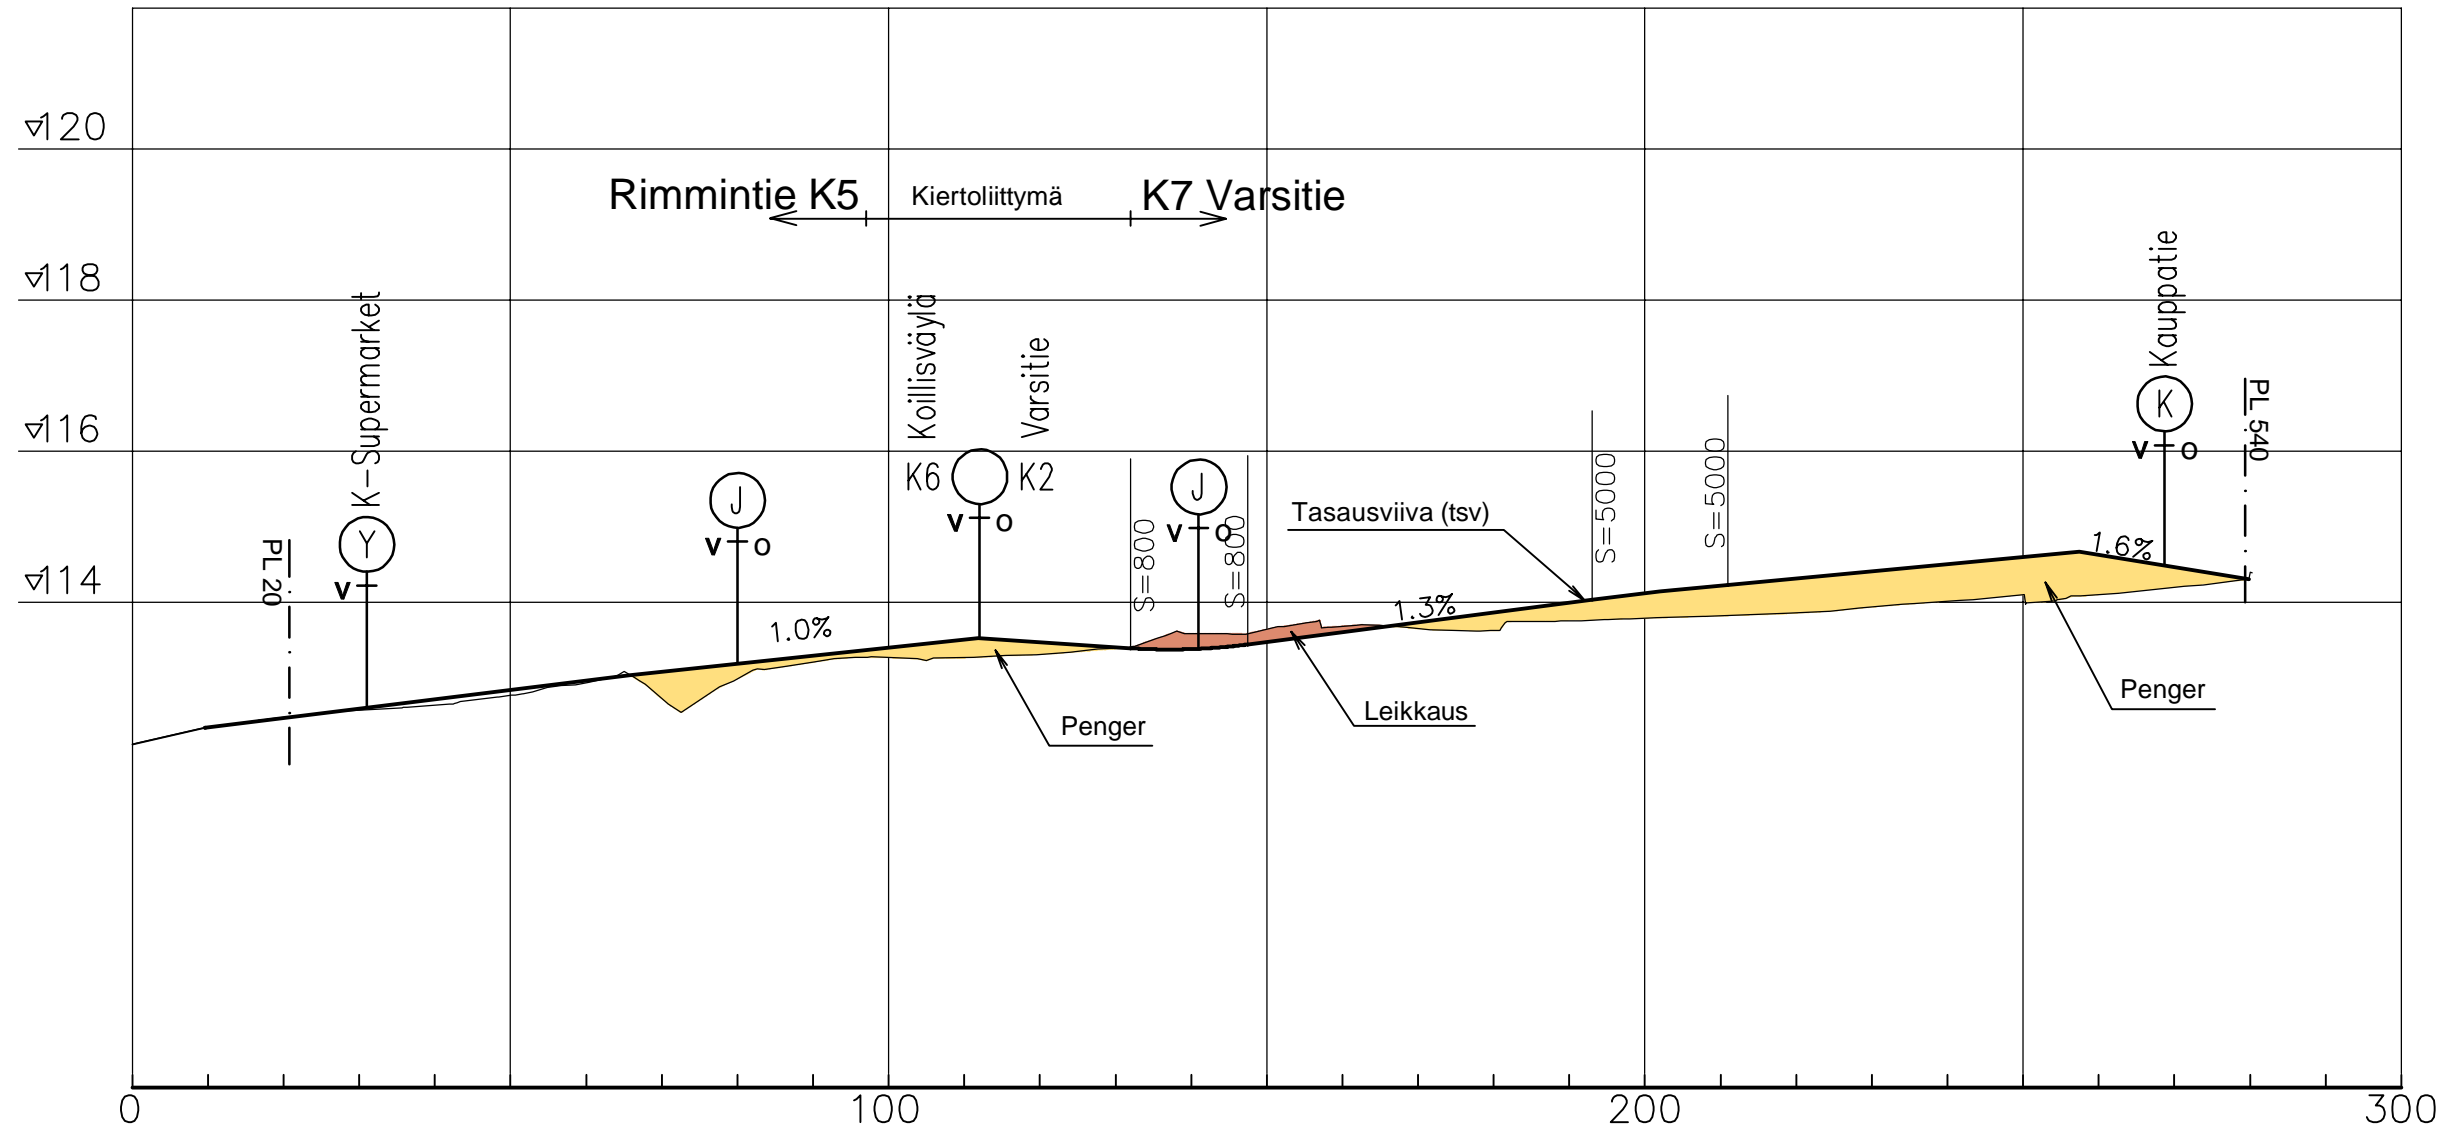 120
Rimmintie K5
Kiertoliittymä
K7 Varsitie
118
116
114
K-Supermarket
Koillisväylä
Varsitie
Kauppatie
PL 20
Y
v
J
v o
K6
K2
v o
J
v o
S=800
S=800
Tasausviiva (tsv)
S=5000
S=5000
K
v o
PL 540
1.0%
1.3%
1.6%
Penger
Leikkaus
Penger
0
100
200
300